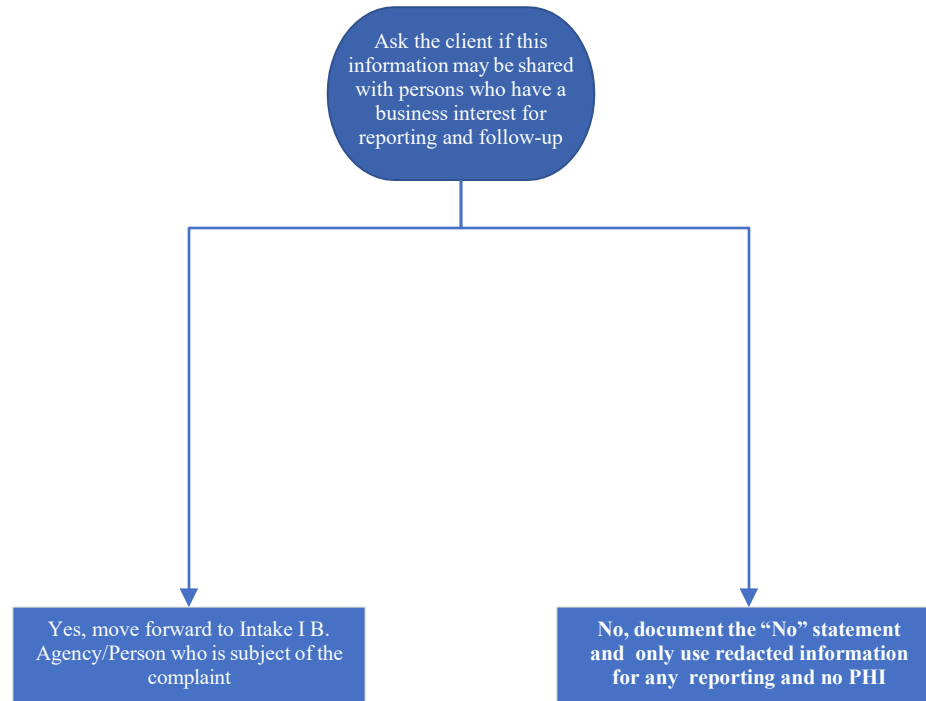 Ask the client if this
information may be shared
with persons who have a
business interest for
reporting and follow-up
Yes, move forward to Intake I B.
Agency/Person who is subject of the
complaint
No, document the “No” statement
and only use redacted information
for any reporting and no PHI